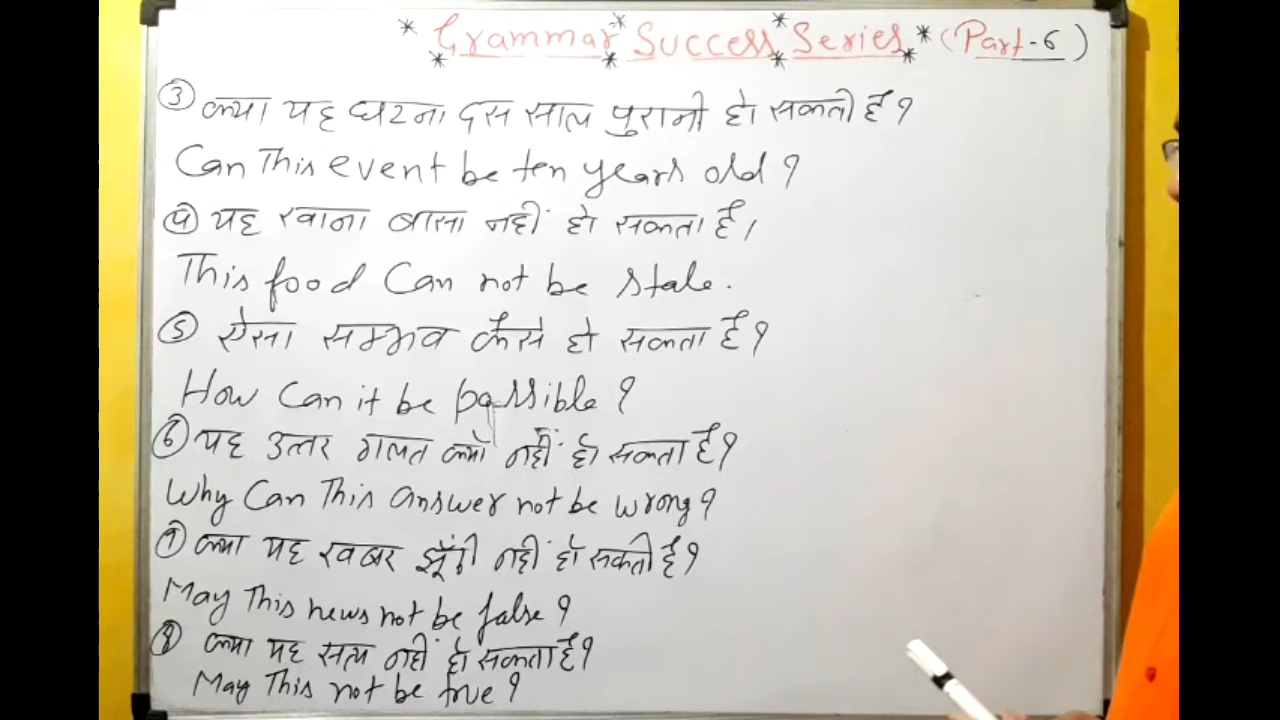 Grammar Success Series (Part-6)
③ क्या यह घटना दस साल पुरानी हो सकती है?
Can This event be ten years old?
④ यह खाना बासा नहीं हो सकता है।
This food Can not be stale.
⑤ ऐसा सम्भव कैसे हो सकता है?
How Can it be possible?
⑥ यह उत्तर गलत क्यों नहीं हो सकता है?
Why Can This answer not be wrong?
⑦ क्या यह खबर झूँठी नहीं हो सकती है?
May This news not be false?
⑧ क्या यह सत्य नहीं हो सकता है?
May This not be true?